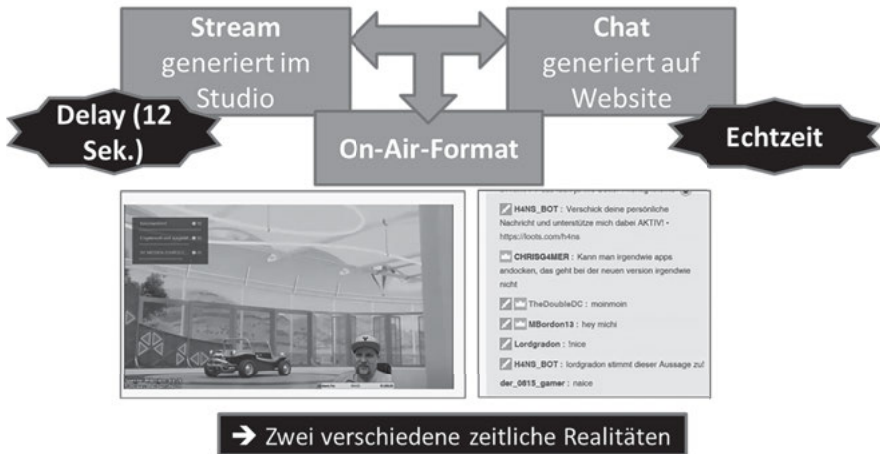 Stream
generiert im
Studio
Chat
generiert auf
Website
Delay (12
Sek.)
On-Air-Format
Echtzeit
H4NS_BOT : Verschick deine persönliche
Nachricht und unterstütze mich dabei AKTIV! -
https://loots.com/h4ns
CHRISG4MER : Kann man irgendwie apps
andocken, das geht bei der neuen version irgendwie
nicht
TheDoubleDC : moinmoin
MBordon13 : hey michi
Lordgradon : !nice
H4NS_BOT : lordgradon stimmt dieser Aussage zu!
der_0815_gamer : naice
➔ Zwei verschiedene zeitliche Realitäten